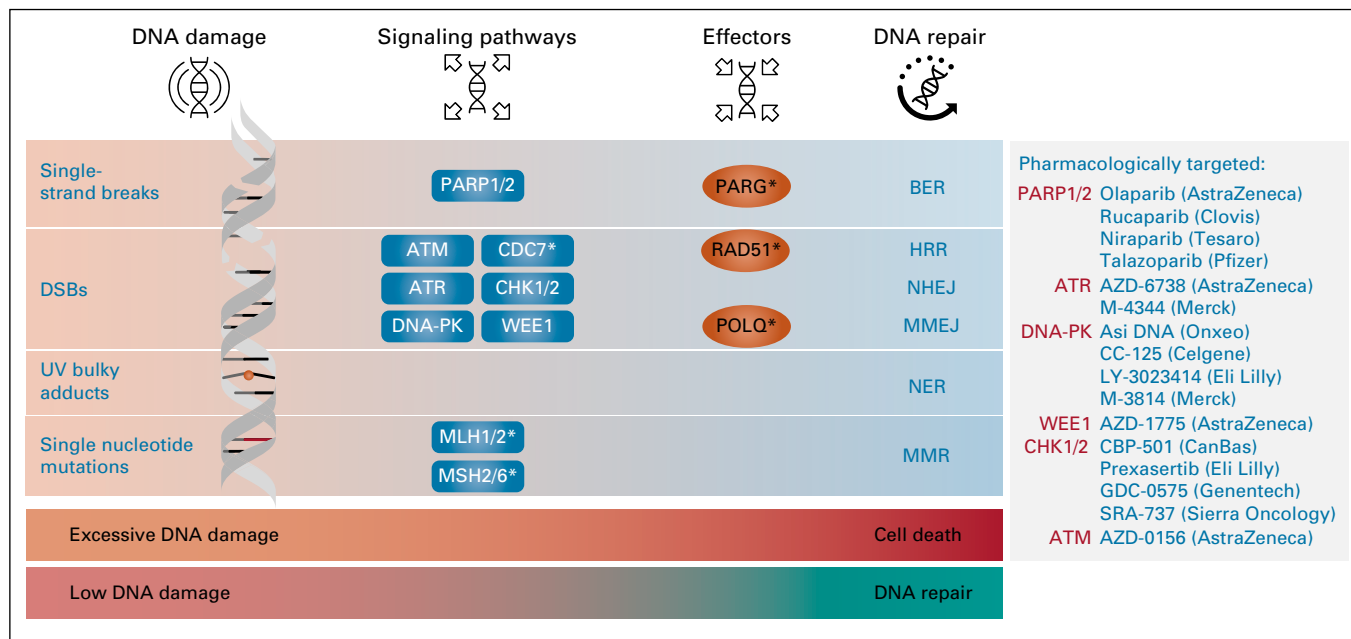 DNA damage
Signaling pathways
Effectors
DNA repair
Single-
strand breaks
PARP1/2
PARG*
BER
DSBs
ATM
CDC7*
RAD51*
HRR
ATR
CHK1/2
NHEJ
DNA-PK
WEE1
POLQ*
MMEJ
UV bulky
adducts
NER
Single nucleotide
mutations
MLH1/2*
MSH2/6*
MMR
Excessive DNA damage
Cell death
Low DNA damage
DNA repair
Pharmacologically targeted:
PARP1/2 Olaparib (AstraZeneca)
Rucaparib (Clovis)
Niraparib (Tesaro)
Talazoparib (Pfizer)
ATR AZD-6738 (AstraZeneca)
M-4344 (Merck)
DNA-PK Asi DNA (Onxeo)
CC-125 (Celgene)
LY-3023414 (Eli Lilly)
M-3814 (Merck)
WEE1 AZD-1775 (AstraZeneca)
CHK1/2 CBP-501 (CanBas)
Prexasertib (Eli Lilly)
GDC-0575 (Genentech)
SRA-737 (Sierra Oncology)
ATM AZD-0156 (AstraZeneca)